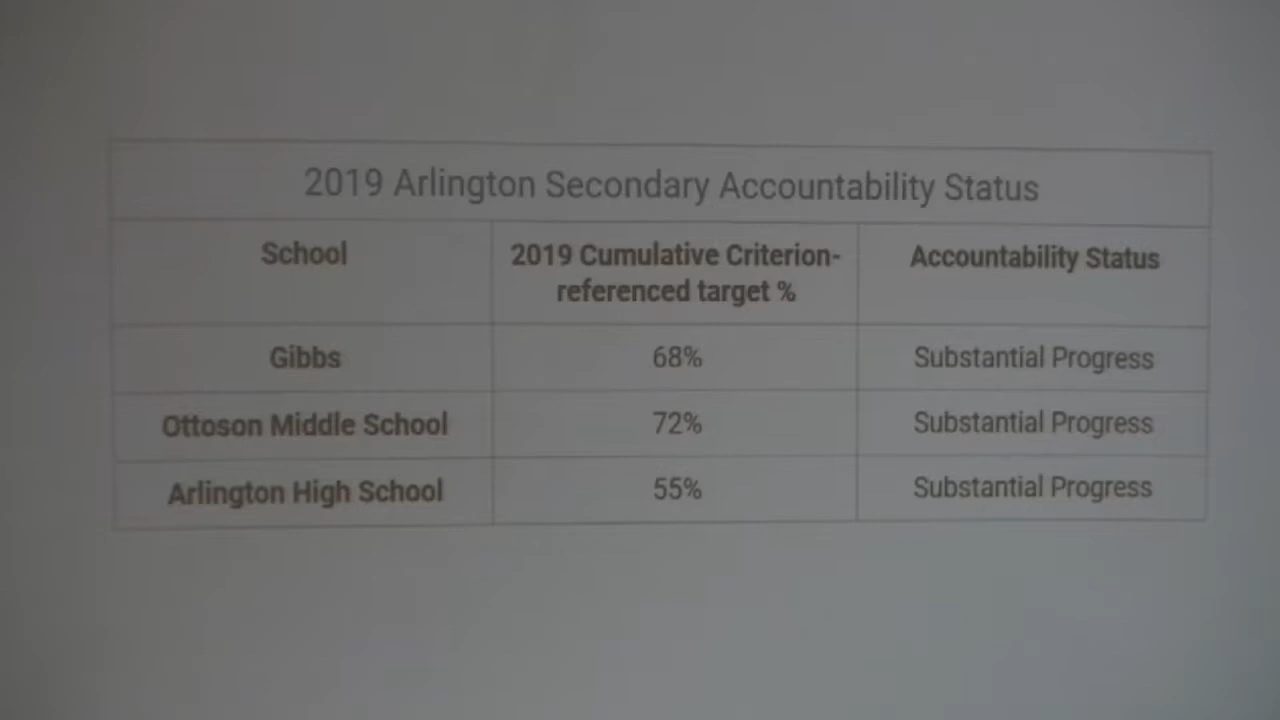 2019 Arlington Secondary Accountability Status
School
2019 Cumulative Criterion-
referenced target %
Accountability Status
Gibbs 68% Substantial Progress
Ottoson Middle School 72% Substantial Progress
Arlington High School 55% Substantial Progress